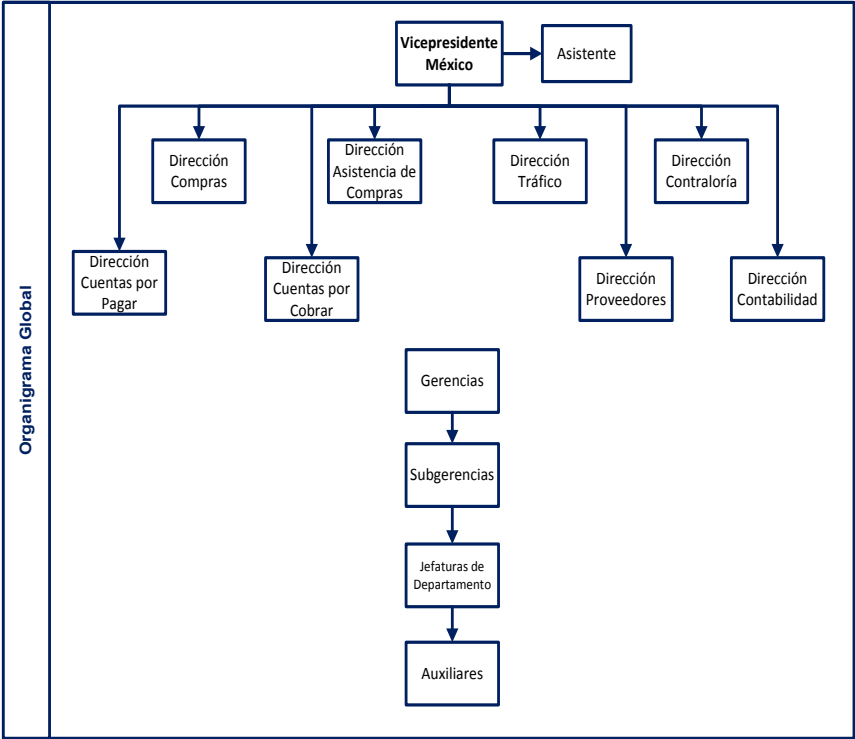 Organigrama Global
Vicepresidente
México
Asistente
Dirección
Compras
Dirección
Asistencia de
Compras
Dirección
Tráfico
Dirección
Contraloría
Dirección
Cuentas por
Pagar
Dirección
Cuentas por
Cobrar
Dirección
Proveedores
Dirección
Contabilidad
Gerencias
Subgerencias
Jefaturas de
Departamento
Auxiliares